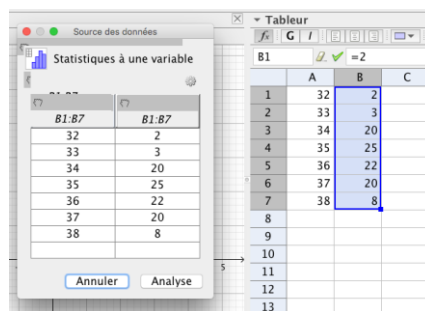 Source des données
Statistiques à une variable
B1:B7 B1:B7
32 2
33 3
34 20
35 25
36 22
37 20
38 8
Annuler Analyse
5
Tableur
fx G I
B1 =2
A B C
1 32 2
2 33 3
3 34 20
4 35 25
5 36 22
6 37 20
7 38 8
8
9
10
11
12
13